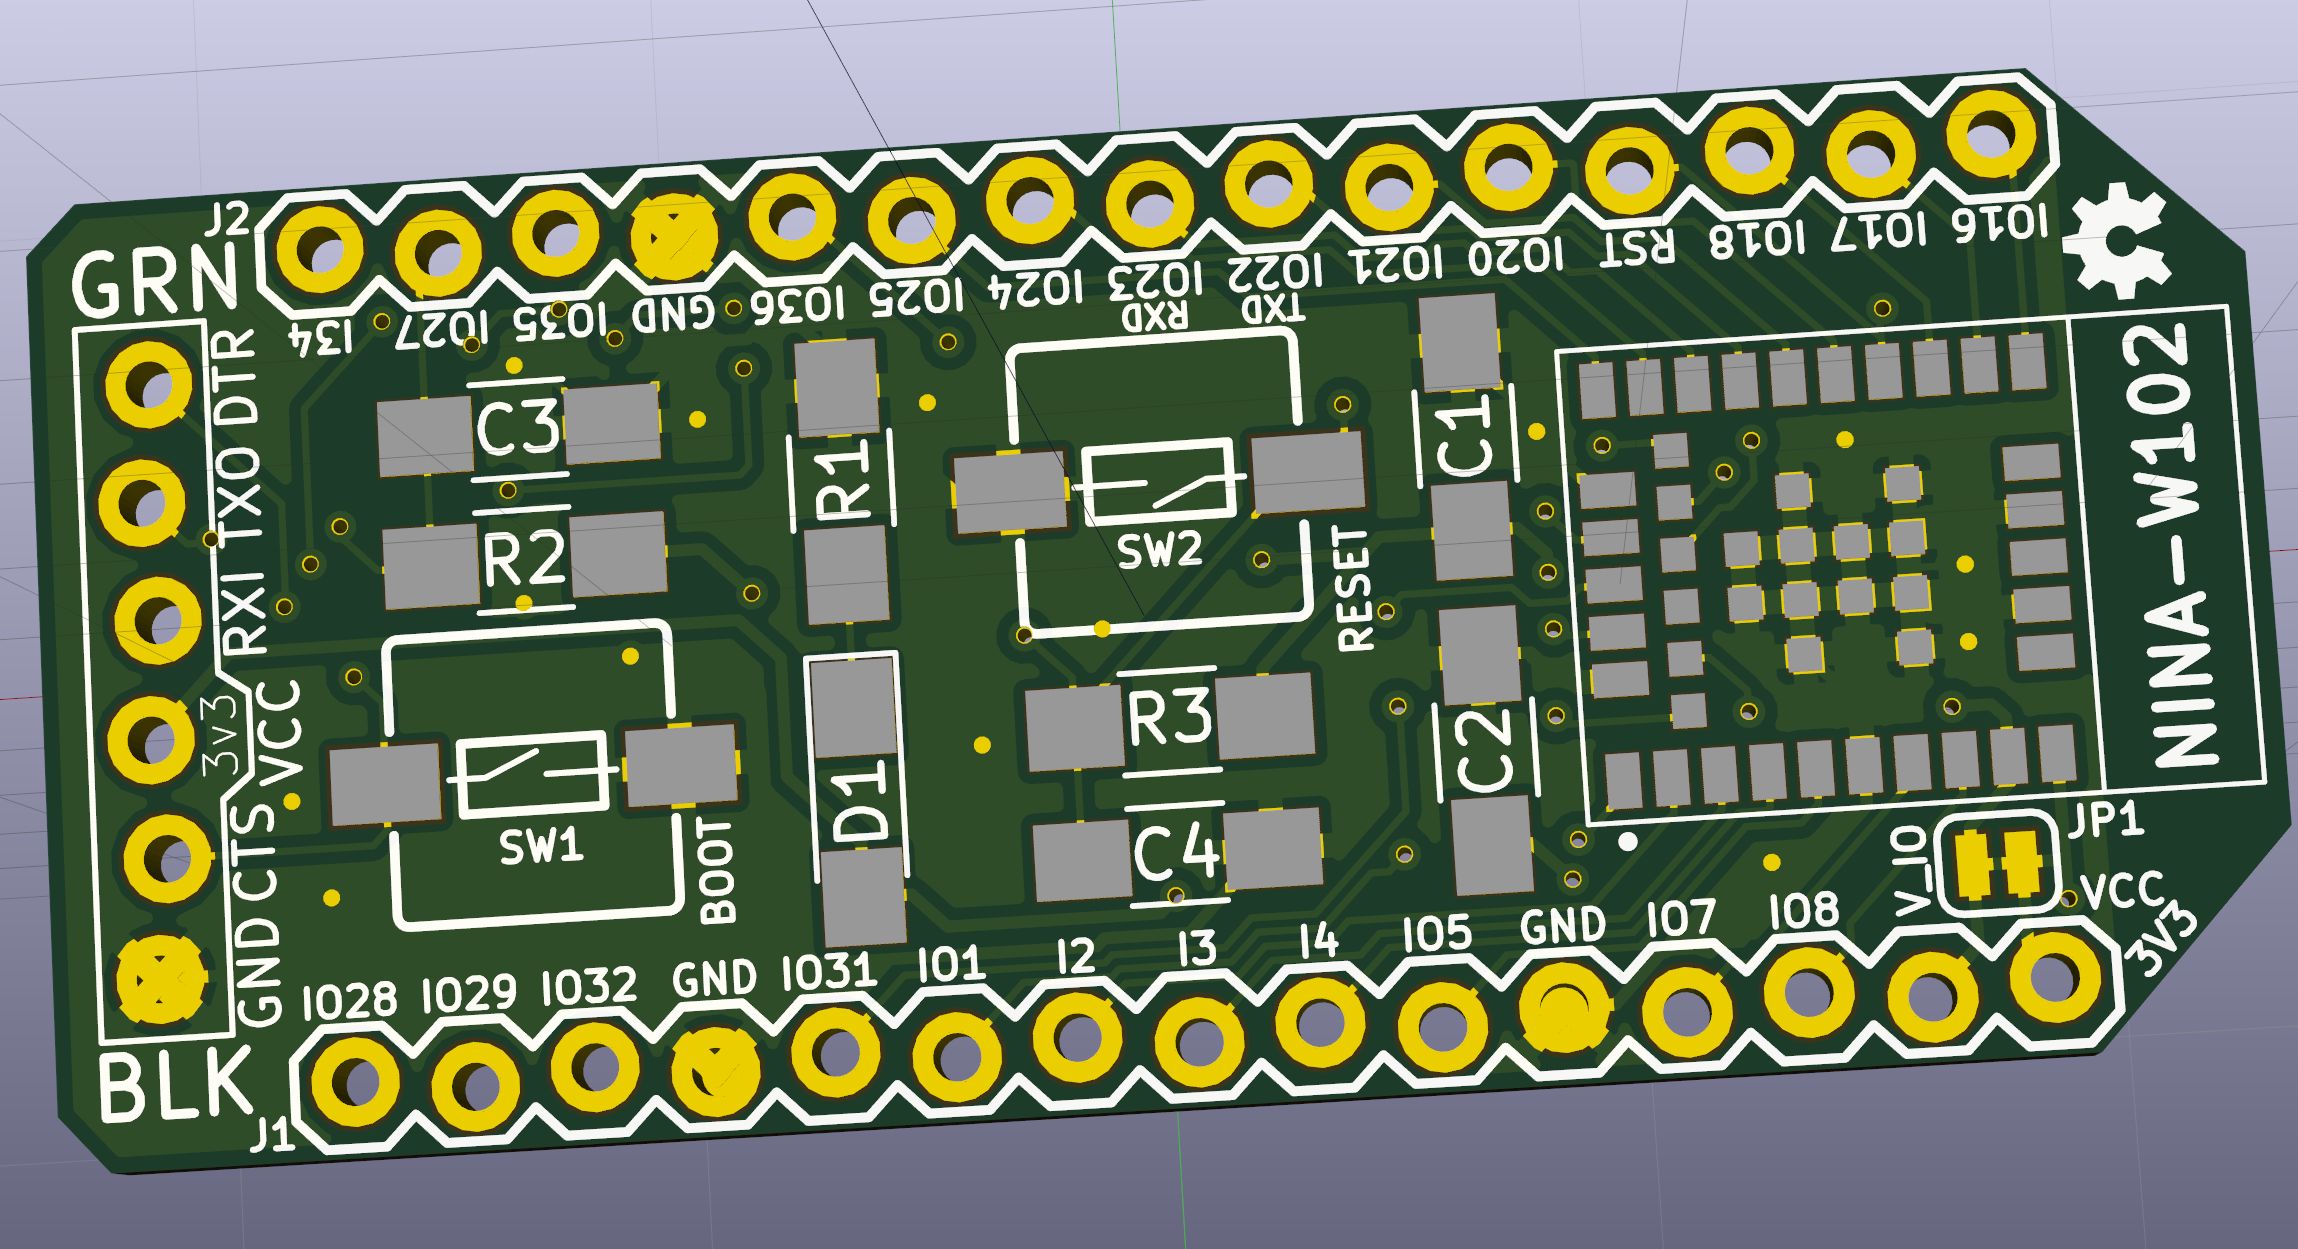 J2
GRN
I34
IO27
IO35
GND
IO36
IO25
IO24
IO23
IO22
IO21
IO20
RST
IO18
IO17
IO16
RXD
TXD
DTR
TXO
RXI
3v3
VCC
CTS
GND
BLK
J1
C3
R2
R1
SW1
BOOT
D1
SW2
RESET
R3
C4
C1
C2
NINA-W102
JP1
V_IO
VCC
3V3
IO28
IO29
IO32
GND
IO31
IO1
I2
I3
I4
IO5
GND
IO7
IO8